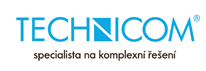 TECHNICOM®
specialista na komplexní řešení